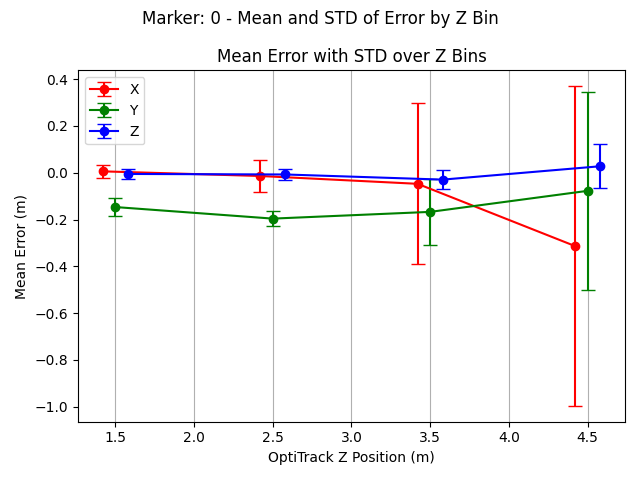 Marker: 0 - Mean and STD of Error by Z Bin
Mean Error with STD over Z Bins
X
Y
Z
Mean Error (m)
0.4
0.2
0.0
−0.2
−0.4
−0.6
−0.8
−1.0
1.5 2.0 2.5 3.0 3.5 4.0 4.5
OptiTrack Z Position (m)